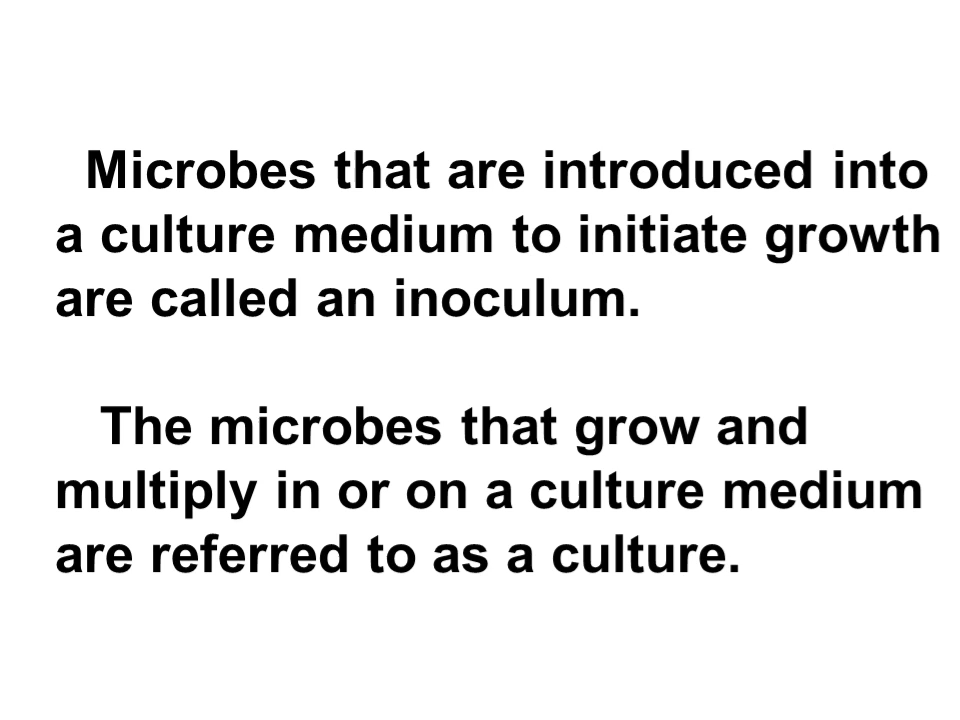 Microbes that are introduced into
a culture medium to initiate growth
are called an inoculum.
The microbes that grow and
multiply in or on a culture medium
are referred to as a culture.